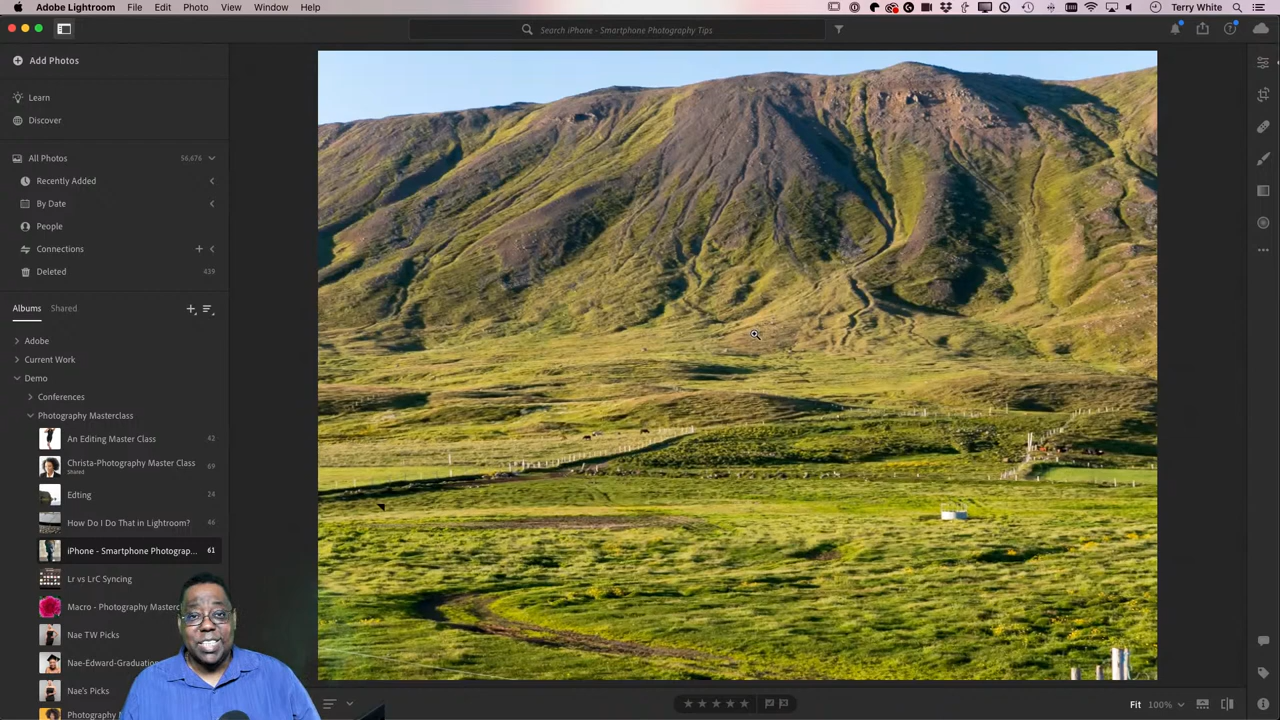 Adobe Lightroom File Edit Photo View Window Help Terry White
Search iPhone - Smartphone Photography Tips
Add Photos
Learn
Discover
All Photos 56,676
Recently Added
By Date
People
Connections
Deleted 439
Albums Shared
Adobe
Current Work
Demo
Conferences
Photography Masterclass
An Editing Master Class 42
Christa-Photography Master Class 69
Shared
Edting 24
How Do I Do That in Lightroom? 46
iPhone - Smartphone Photograp... 61
Lr vs LrC Syncing
Macro - Photography Masterc
Nae TW Picks
Nae-Edward-Graduation
Nae's Picks
Photography
Fit 100%